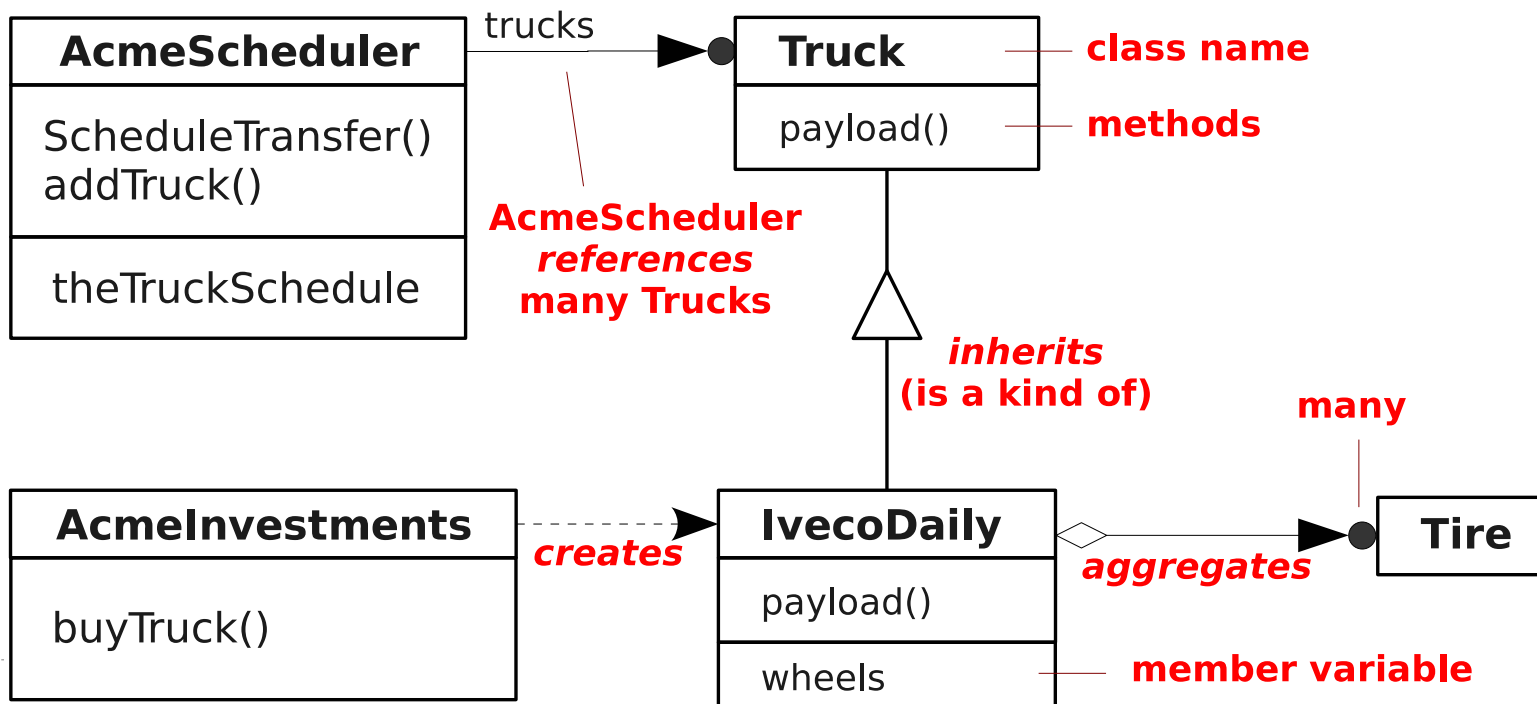 AcmeScheduler
ScheduleTransfer()
addTruck()
theTruckSchedule
trucks
Truck
payload()
class name
methods
AcmeScheduler
references
many Trucks
inherits
(is a kind of)
many
AcmeInvestments
buyTruck()
creates
IvecoDaily
payload()
wheels
aggregates
Tire
member variable